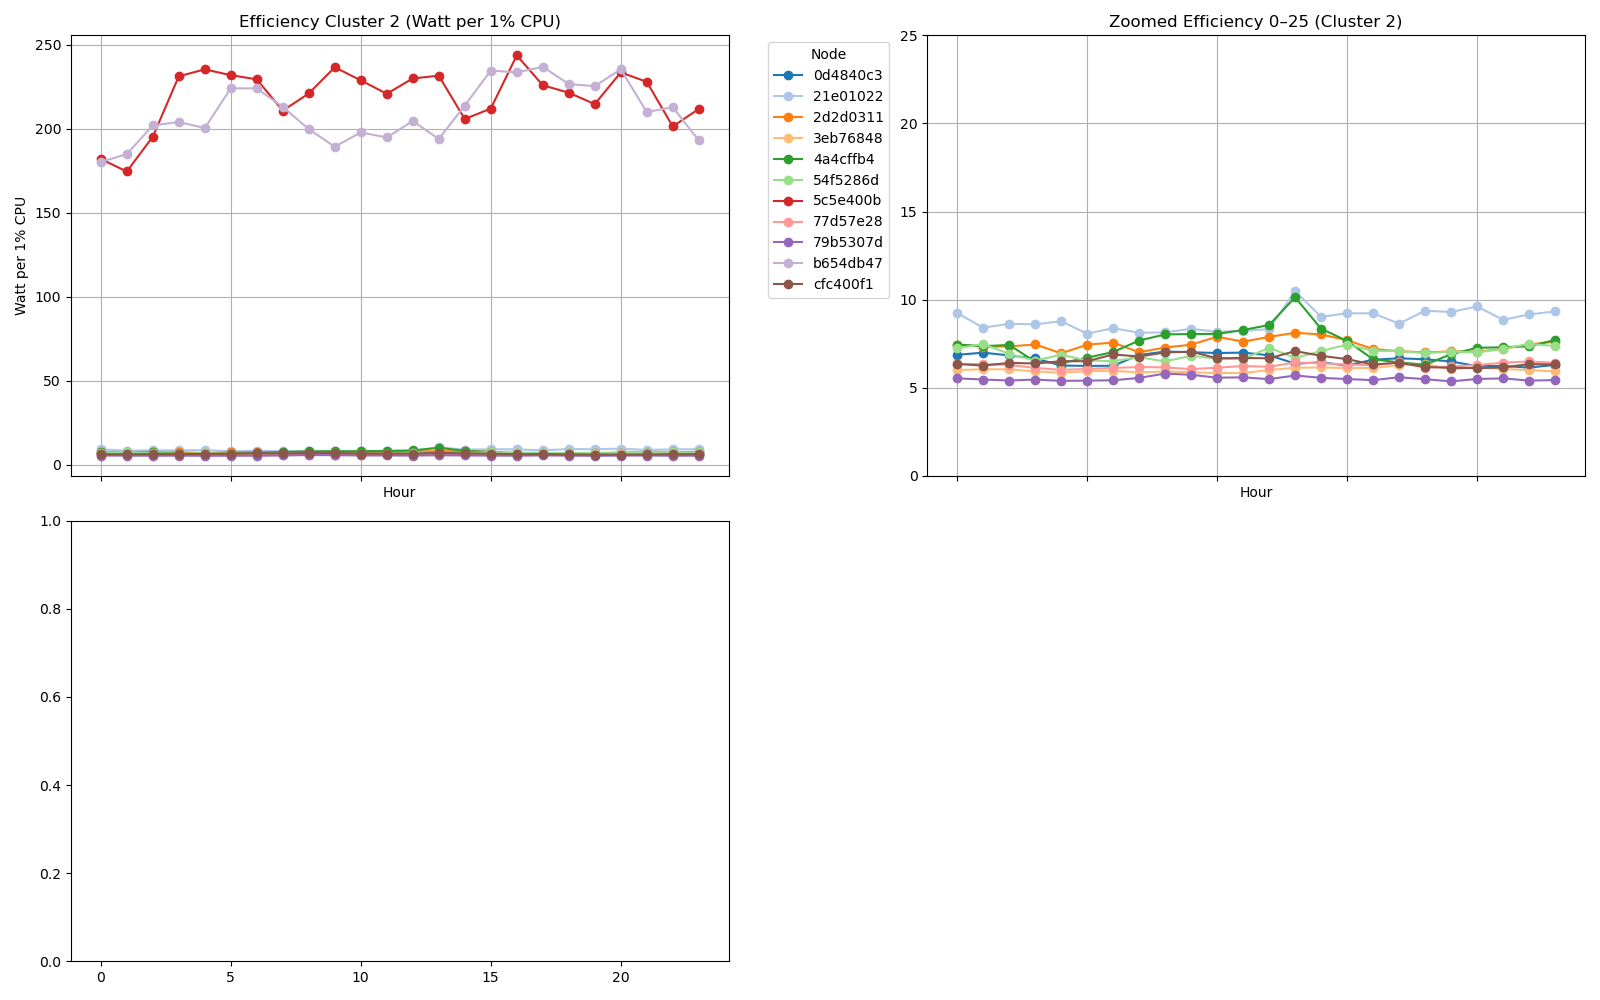 Efficiency Cluster 2 (Watt per 1% CPU)
250
200
150
100
50
0
Watt per 1% CPU
Hour
Node
0d4840c3
21e01022
2d2d0311
3eb76848
4a4cffb4
54f5286d
5c5e400b
77d57e28
79b5307d
b654db47
cfc400f1
Zoomed Efficiency 0–25 (Cluster 2)
25
20
15
10
5
0
Hour
1.0
0.8
0.6
0.4
0.2
0.0
0 5 10 15 20